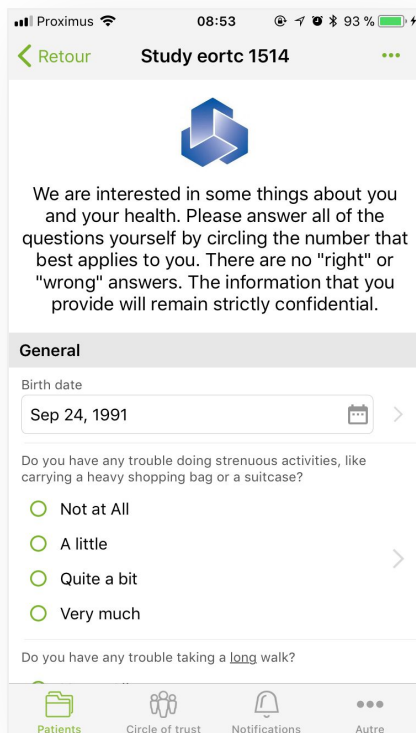 Proximus 08:53 93 %
Retour Study eortc 1514
We are interested in some things about you
and your health. Please answer all of the
questions yourself by circling the number that
best applies to you. There are no "right" or
"wrong" answers. The information that you
provide will remain strictly confidential.
General
Birth date
Sep 24, 1991
Do you have any trouble doing strenuous activities, like
carrying a heavy shopping bag or a suitcase?
Not at All
A little
Quite a bit
Very much
Do you have any trouble taking a long walk?
Patients Circle of trust Notifications Autre